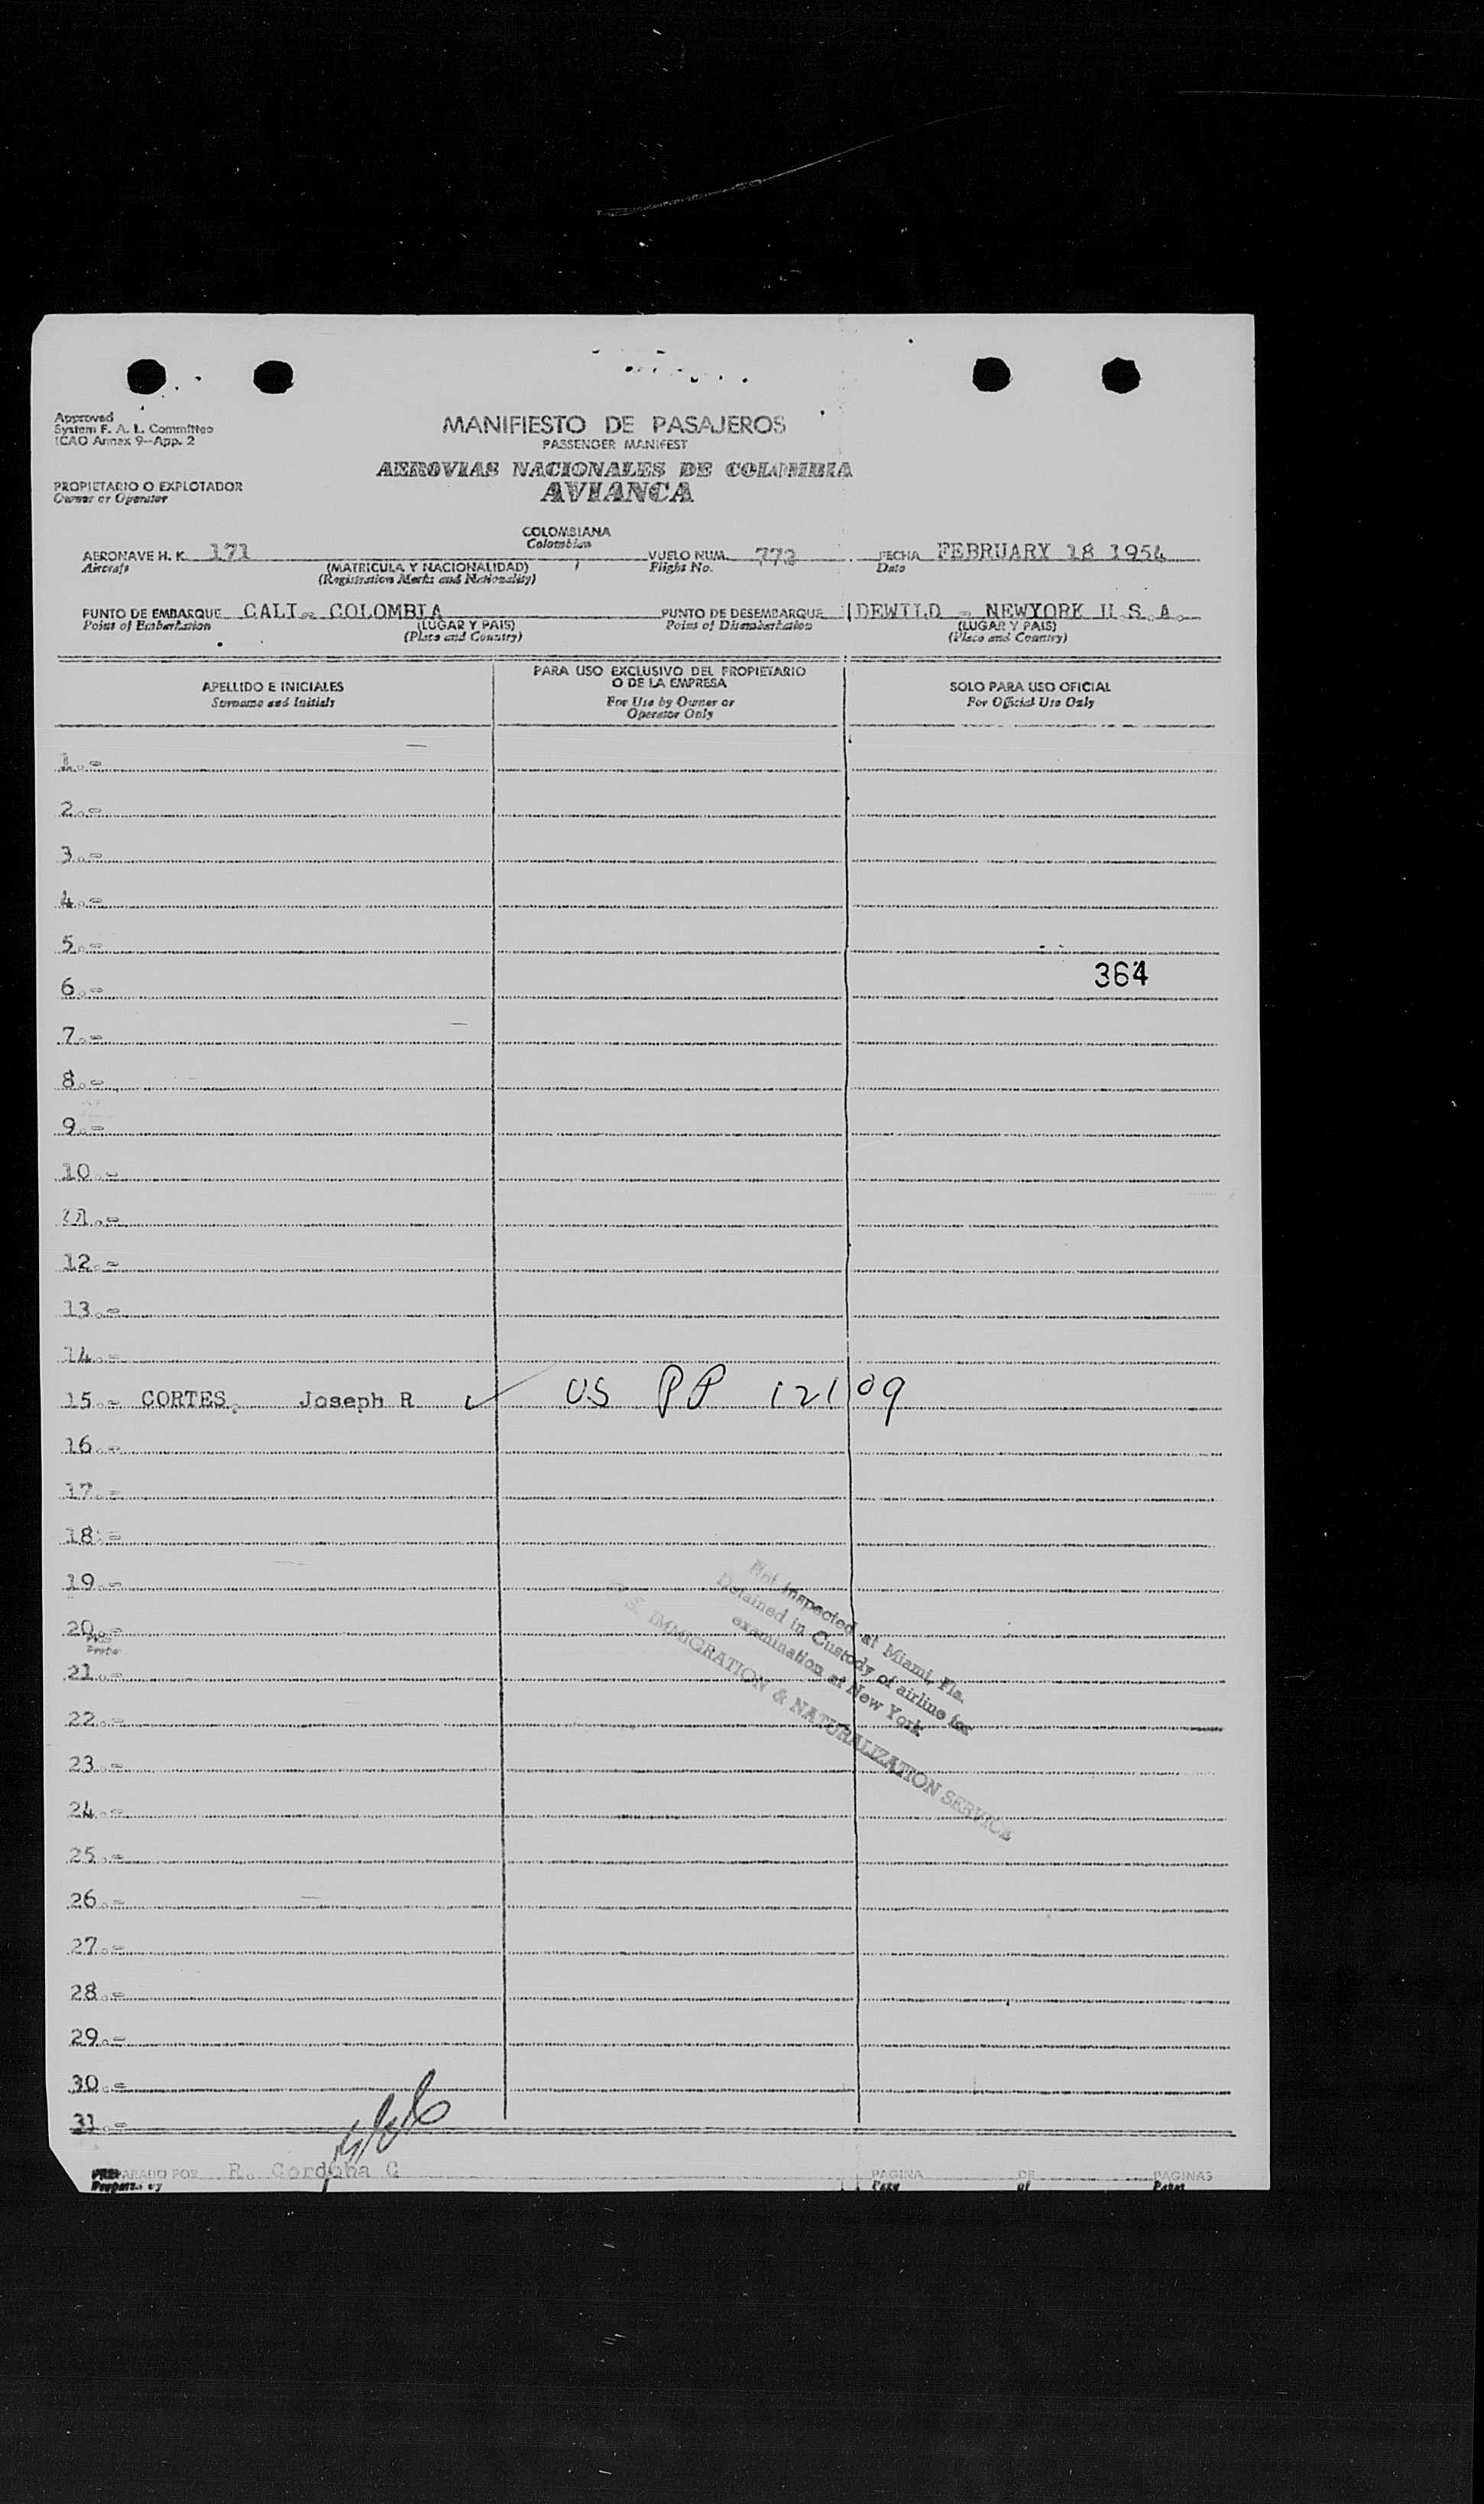 Approved
System F. A. L. Committee
ICAO Annex 9-App. 2
MANIFIESTO DE PASAJEROS
PASSENGER MANIFEST
AEROVIAS NACIONALES DE COLOMBIA
AVIANCA
PROPIETARIO O EXPLOTADOR
Owner or Operator
COLOMBIANA
Colombian
AERONAVE H. K. 171 VUELO NUM. 772 FECHA FEBRUARY 18 1954
Aircraft (MATRICULA Y NACIONALIDAD) Flight No. Date
(Registration Marks and Nationality)
PUNTO DE EMBARQUE CALI - COLOMBIA PUNTO DE DESEMBARQUE IDEWILD - NEWYORK U.S.A.
Point of Embarkation (LUGAR Y PAIS) Point of Disembarkation (LUGAR Y PAIS)
(Place and Country) (Place and Country)
APELLIDO E INICIALES
Surname and Initials
PARA USO EXCLUSIVO DEL PROPIETARIO
O DE LA EMPRESA
For Use by Owner or
Operator Only
SOLO PARA USO OFICIAL
For Official Use Only
1.-
2.-
3.-
4.-
5.-
364
6.-
7.-
8.-
9.-
10.-
11.-
12.-
13.-
14.-
15.- CORTES, Joseph R US PP 12109
16.-
17.-
18.-
19.-
20.-
21.-
22.-
23.-
24.-
25.-
26.-
27.-
28.-
29.-
30.-
31.-
Not Inspected at Miami, Fla.
Detained in Custody of airline for
examination at New York
U. S. IMMIGRATION & NATURALIZATION SERVICE
PREPARADO POR R. Cordoba C PAGINA DE PAGINAS
Prepared by Page of Pages